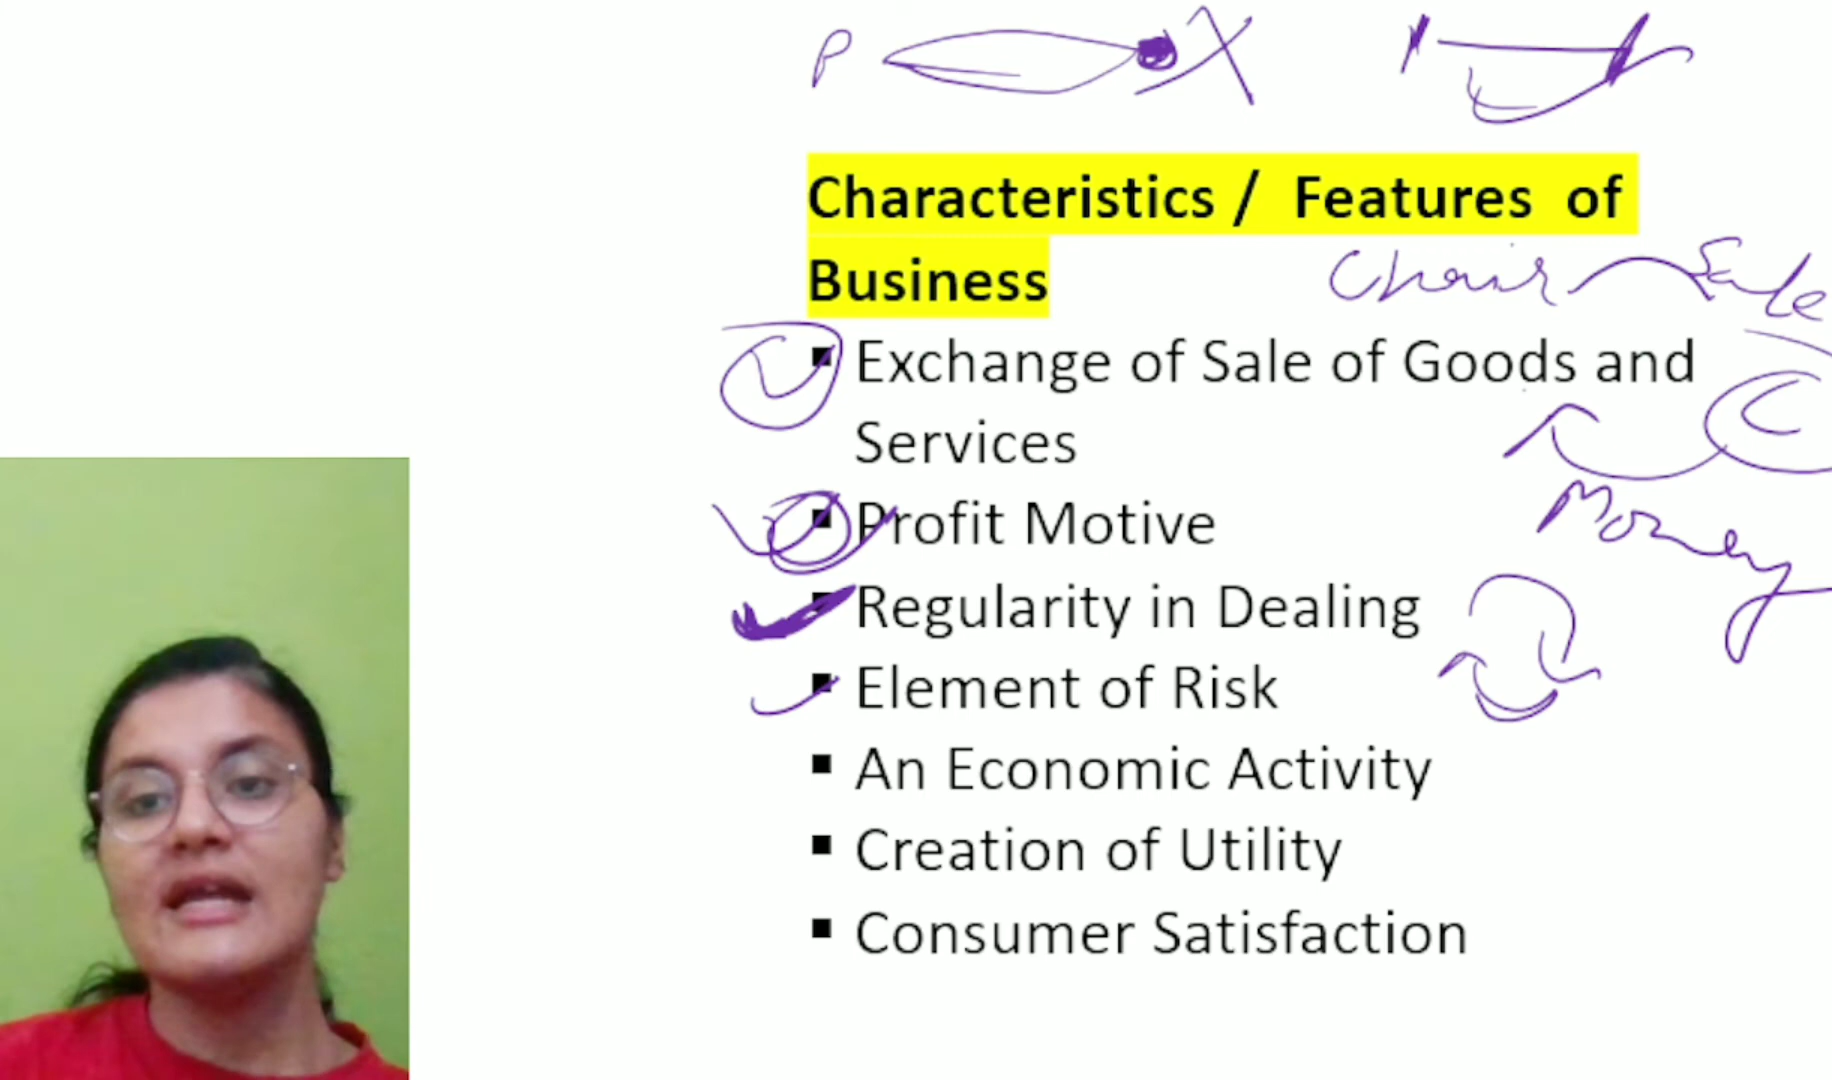 P
Characteristics / Features of
Business
Chair Sale
▪ Exchange of Sale of Goods and
Services
▪ Profit Motive
Money
▪ Regularity in Dealing
▪ Element of Risk
▪ An Economic Activity
▪ Creation of Utility
▪ Consumer Satisfaction